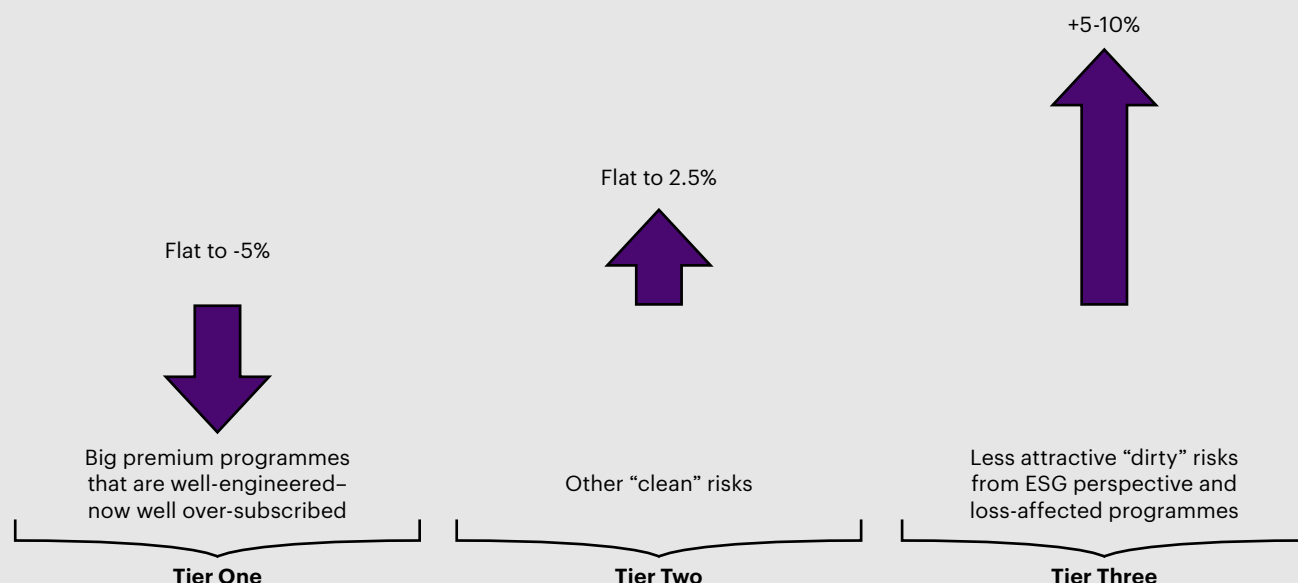 +5-10%
Flat to 2.5%
Flat to -5%
Big premium programmes
that are well-engineered–
now well over-subscribed
Other “clean” risks
Less attractive “dirty” risks
from ESG perspective and
loss-affected programmes
Tier One
Tier Two
Tier Three